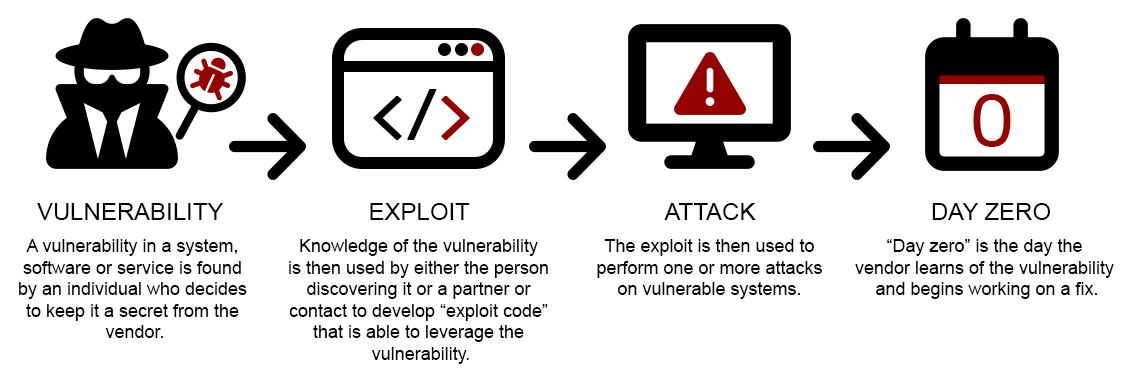 0
VULNERABILITY
A vulnerability in a system,
software or service is found
by an individual who decides
to keep it a secret from the
vendor.
EXPLOIT
Knowledge of the vulnerability
is then used by either the person
discovering it or a partner or
contact to develop “exploit code”
that is able to leverage the
vulnerability.
ATTACK
The exploit is then used to
perform one or more attacks
on vulnerable systems.
DAY ZERO
“Day zero” is the day the
vendor learns of the vulnerability
and begins working on a fix.